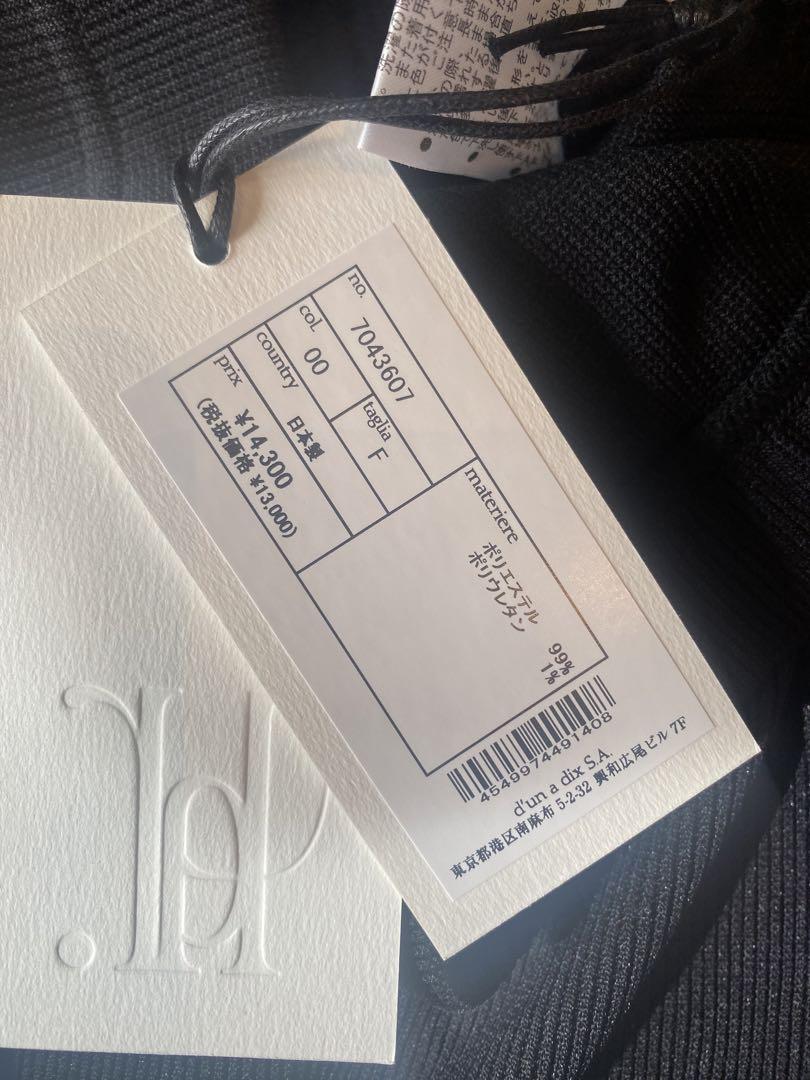 no.
7043607
col.
00
taglia
F
country
日本製
prix
¥14,300
(税抜価格 ¥13,000)
materiere
ポリエステル 99%
ポリウレタン 1%
4549974491408
d'un a dix S.A.
東京都港区南麻布 5-2-32 興和広尾ビル 7F